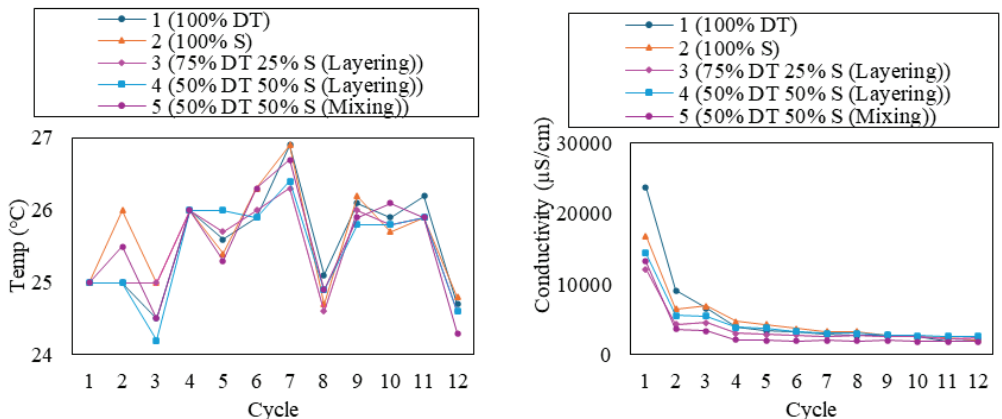 1 (100% DT)
2 (100% S)
3 (75% DT 25% S (Layering))
4 (50% DT 50% S (Layering))
5 (50% DT 50% S (Mixing))
27
26
25
24
Temp (℃)
1 2 3 4 5 6 7 8 9 10 11 12
Cycle
1 (100% DT)
2 (100% S)
3 (75% DT 25% S (Layering))
4 (50% DT 50% S (Layering))
5 (50% DT 50% S (Mixing))
30000
20000
10000
0
Conductivity (µS/cm)
1 2 3 4 5 6 7 8 9 10 11 12
Cycle